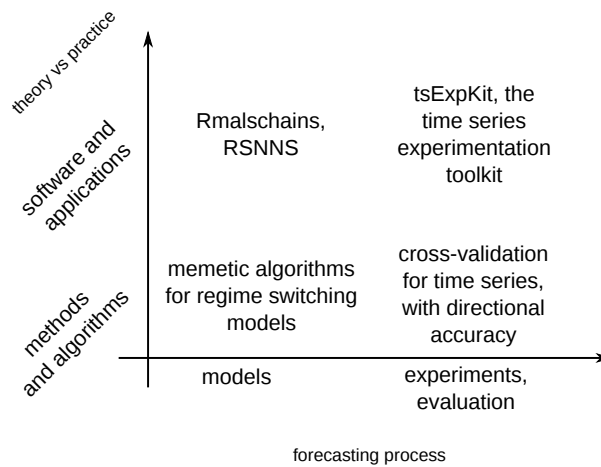 theory vs practice
software and
applications
Rmalschains,
RSNNS
tsExpKit, the
time series
experimentation
toolkit
methods
and algorithms
memetic algorithms
for regime switching
models
cross-validation
for time series,
with directional
accuracy
models
experiments,
evaluation
forecasting process